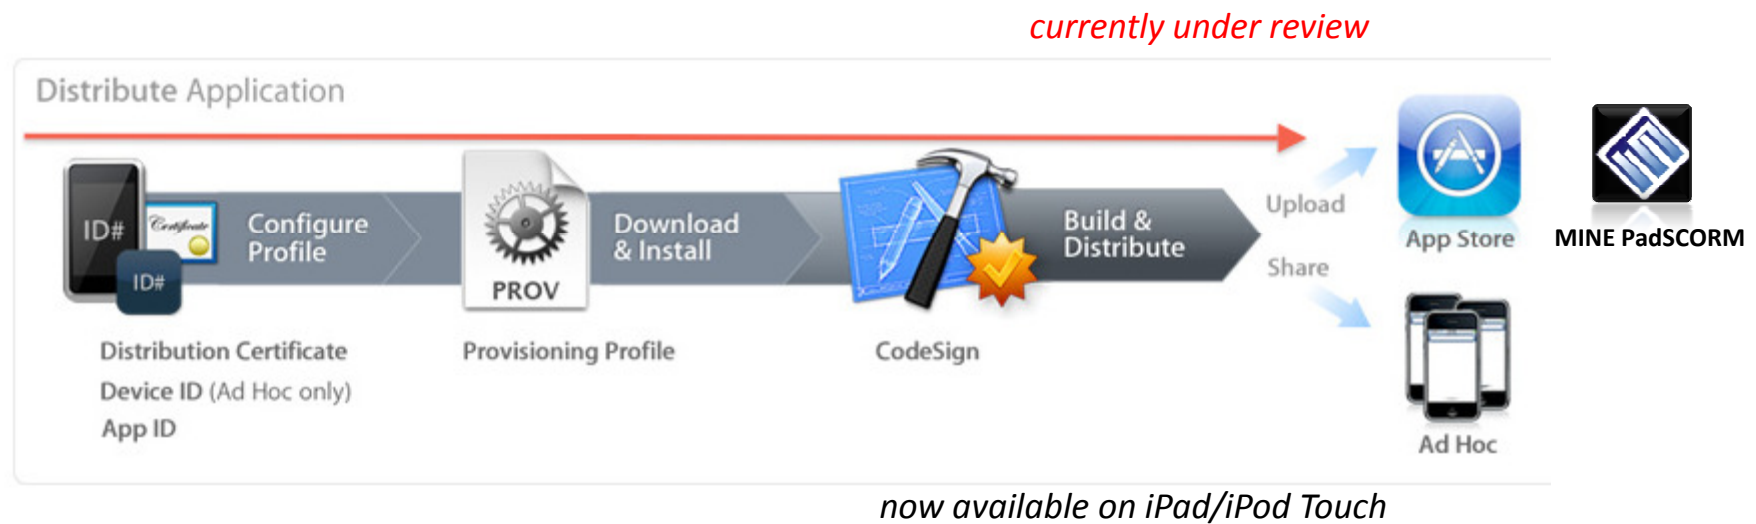 currently under review
Distribute Application
ID#
Certificate
ID#
Configure
Profile
PROV
Download
& Install
Build &
Distribute
Upload
Share
App Store
MINE PadSCORM
Distribution Certificate
Device ID (Ad Hoc only)
App ID
Provisioning Profile
CodeSign
Ad Hoc
now available on iPad/iPod Touch